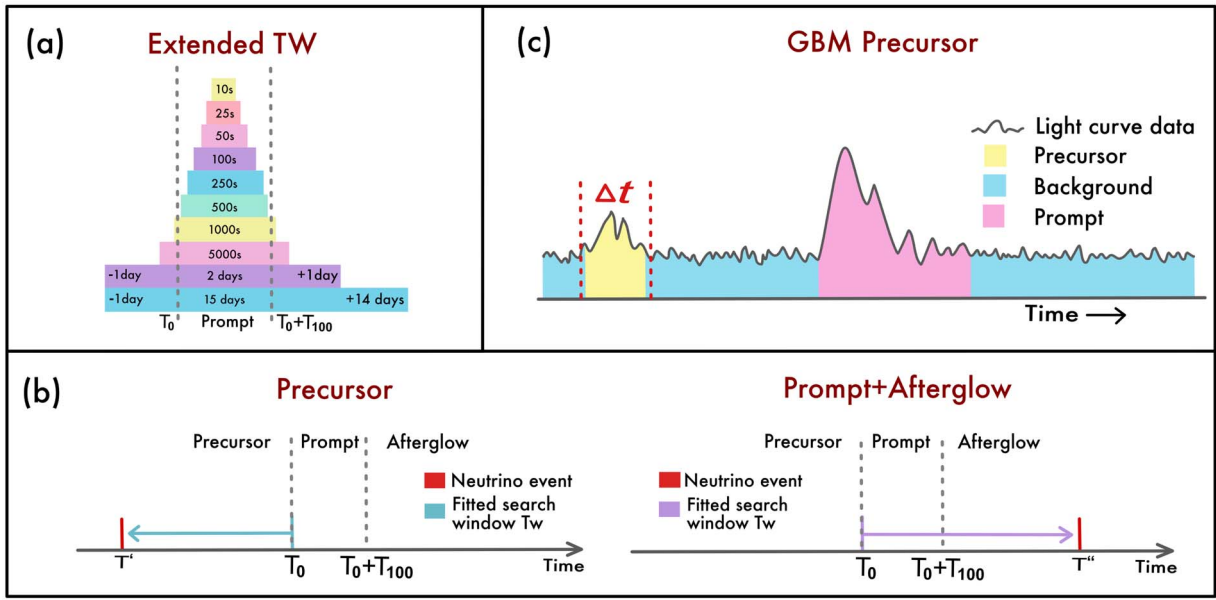 (a)
Extended TW
10s
25s
50s
100s
250s
500s
1000s
5000s
-1day 2 days +1day
-1day 15 days +14 days
T₀ Prompt T₀+T₁₀₀
(c)
GBM Precursor
Light curve data
Precursor
Background
Prompt
Δt
Time
(b)
Precursor
Precursor Prompt Afterglow
Neutrino event
Fitted search
window Tw
T' T₀ T₀+T₁₀₀ Time
Prompt+Afterglow
Precursor Prompt Afterglow
Neutrino event
Fitted search
window Tw
T₀ T₀+T₁₀₀ T" Time